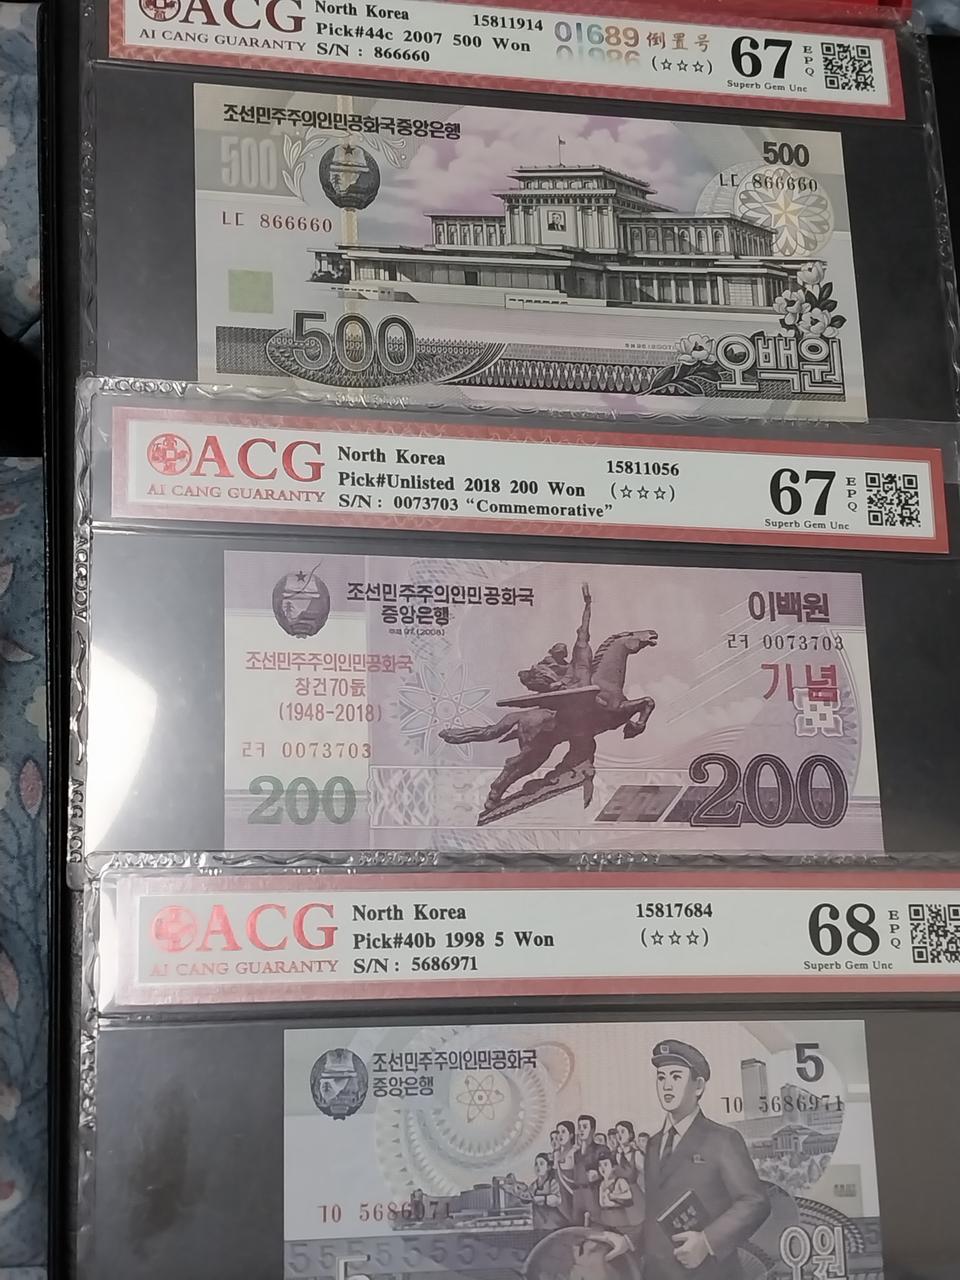 ACG
AI CANG GUARANTY
North Korea
15811914
Pick#44c 2007 500 Won
S/N : 866660
01689 倒置号
(☆☆☆)
67
EPQ
Superb Gem Unc
조선민주주의인민공화국중앙은행
500
500
866660
866660
500
오백원
ACG
AI CANG GUARANTY
North Korea
15811056
Pick#Unlisted 2018 200 Won
(☆☆☆)
S/N : 0073703 “Commemorative”
67
EPQ
Superb Gem Unc
조선민주주의인민공화국
중앙은행
이백원
ㄹㅋ 0073703
기념
조선민주주의인민공화국
창건70돐
(1948-2018)
ㄹㅋ 0073703
200
200
ACG
AI CANG GUARANTY
North Korea
15817684
Pick#40b 1998 5 Won
(☆☆☆)
S/N : 5686971
68
EPQ
Superb Gem Unc
조선민주주의인민공화국
중앙은행
5
5686971
5686971
오원